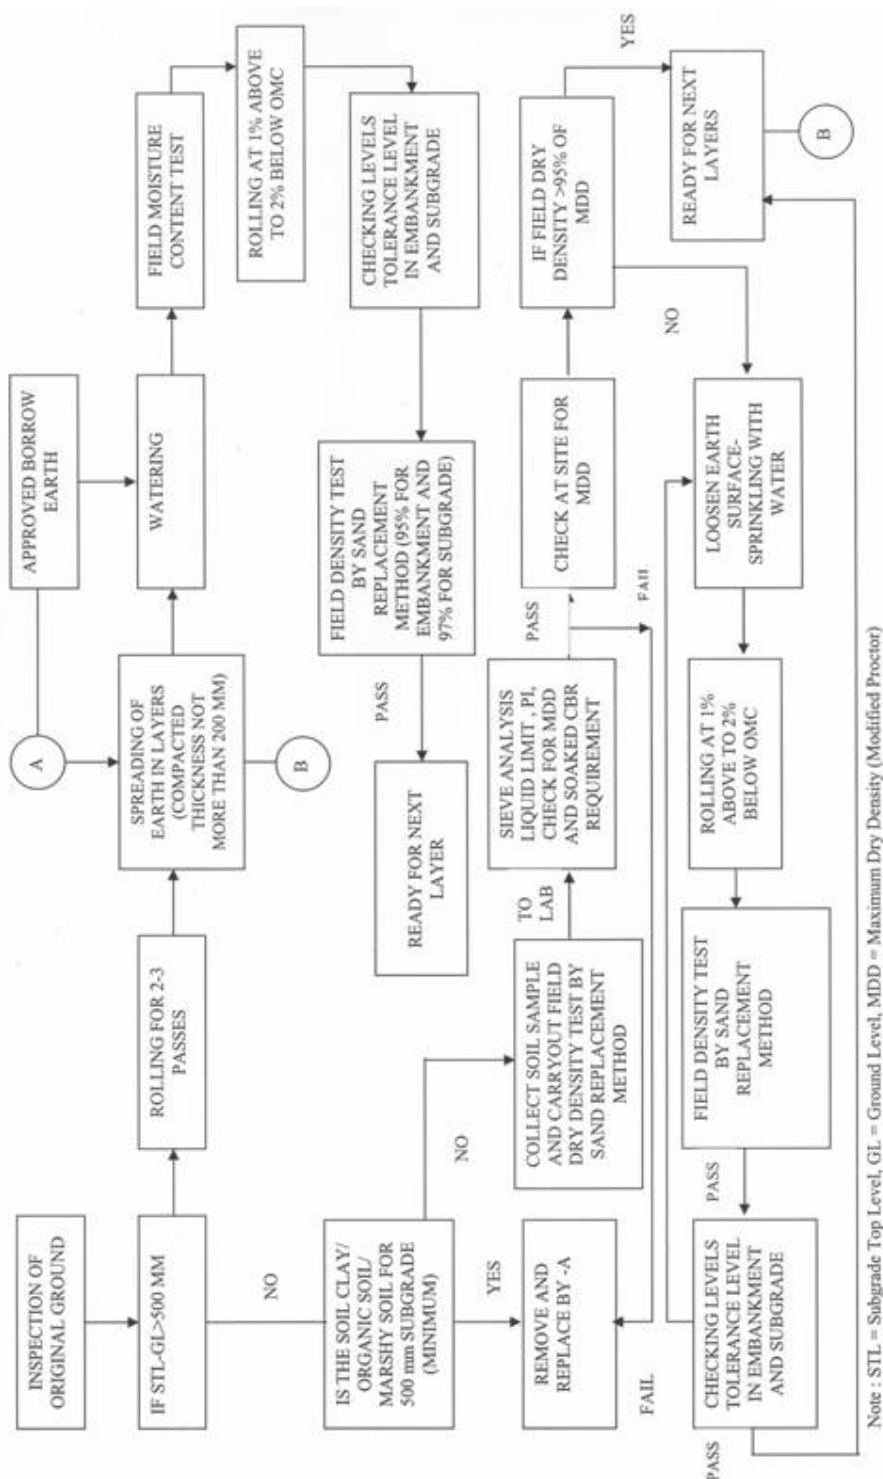 INSPECTION OF
ORIGINAL GROUND
IF STL-GL>500 MM
ROLLING FOR 2-3
PASSES
SPREADING OF
EARTH IN LAYERS
(COMPACTED
THICKNESS NOT
MORE THAN 200 MM)
A
B
APPROVED BORROW
EARTH
WATERING
FIELD MOISTURE
CONTENT TEST
ROLLING AT 1% ABOVE
TO 2% BELOW OMC
CHECKING LEVELS
TOLERANCE LEVEL
IN EMBANKMENT
AND SUBGRADE
FIELD DENSITY TEST
BY SAND
REPLACEMENT
METHOD (95% FOR
EMBANKMENT AND
97% FOR SUBGRADE)
PASS
READY FOR NEXT
LAYER
NO
IS THE SOIL CLAY/
ORGANIC SOIL/
MARSHY SOIL FOR
500 mm SUBGRADE
(MINIMUM)
YES
REMOVE AND
REPLACE BY -A
NO
COLLECT SOIL SAMPLE
AND CARRYOUT FIELD
DRY DENSITY TEST BY
SAND REPLACEMENT
METHOD
TO
LAB
SIEVE ANALYSIS
LIQUID LIMIT , PI,
CHECK FOR MDD
AND SOAKED CBR
REQUIREMENT
PASS
FAIL
CHECK AT SITE FOR
MDD
IF FIELD DRY
DENSITY >95% OF
MDD
YES
READY FOR NEXT
LAYERS
B
NO
LOOSEN EARTH
SURFACE-
SPRINKLING WITH
WATER
ROLLING AT 1%
ABOVE TO 2%
BELOW OMC
FIELD DENSITY TEST
BY SAND
REPLACEMENT
METHOD
PASS
CHECKING LEVELS
TOLERANCE LEVEL
IN EMBANKMENT
AND SUBGRADE
FAIL
PASS
Note : STL = Subgrade Top Level, GL = Ground Level, MDD = Maximum Dry Density (Modified Proctor)